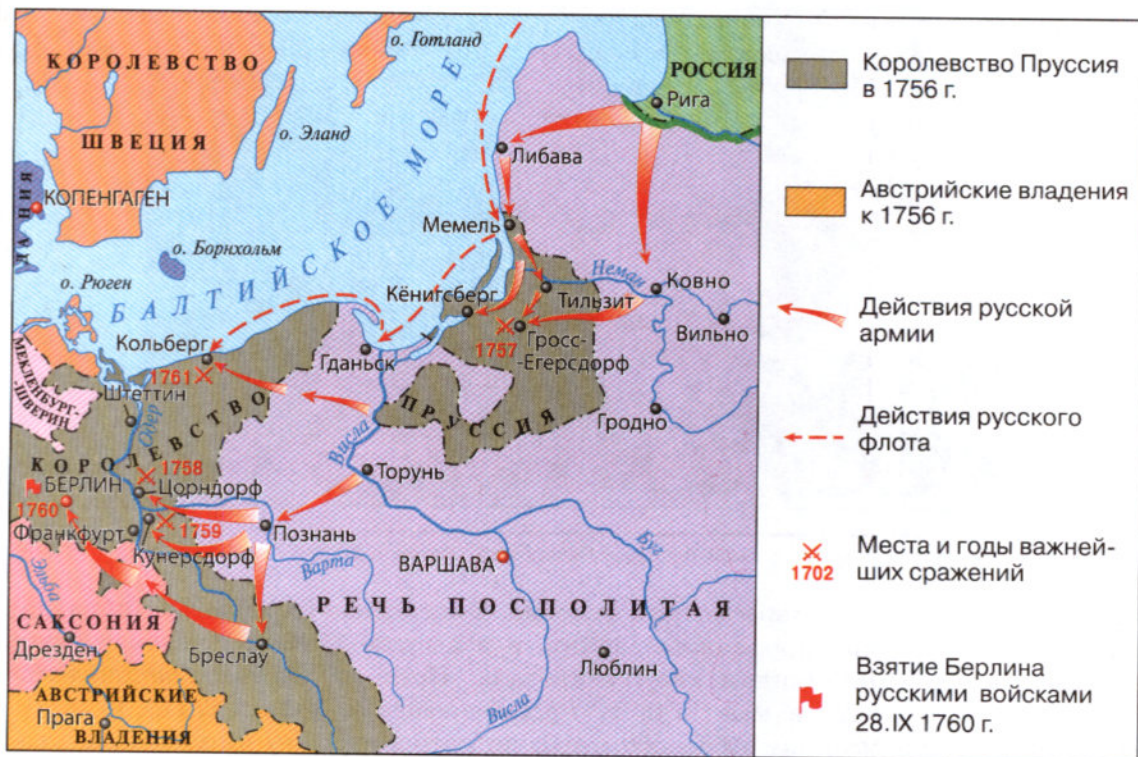 КОРОЛЕВСТВО
ШВЕЦИЯ
ДАНИЯ
КОПЕНГАГЕН
о. Готланд
о. Эланд
о. Борнхольм
о. Рюген
БАЛТИЙСКОЕ МОРЕ
РОССИЯ
Рига
Либава
Мемель
Неман
Ковно
Тильзит
Вильно
Кёнигсберг
1757
Гросс-
-Егерсдорф
Гродно
Кольберг
1761
Гданьск
МЕКЛЕНБУРГ-
-ШВЕРИН
Штеттин
Одер
КОРОЛЕВСТВО
ПРУССИЯ
Висла
Торунь
1758
БЕРЛИН
Цорндорф
1760
1759
Франкфурт
Кунерсдорф
Познань
Варта
ВАРШАВА
Буг
РЕЧЬ ПОСПОЛИТАЯ
Эльба
САКСОНИЯ
Дрезден
Бреслау
Люблин
Висла
АВСТРИЙСКИЕ
Прага
ВЛАДЕНИЯ
Королевство Пруссия
в 1756 г.
Австрийские владения
к 1756 г.
Действия русской
армии
Действия русского
флота
1702
Места и годы важней-
ших сражений
Взятие Берлина
русскими войсками
28.IX 1760 г.